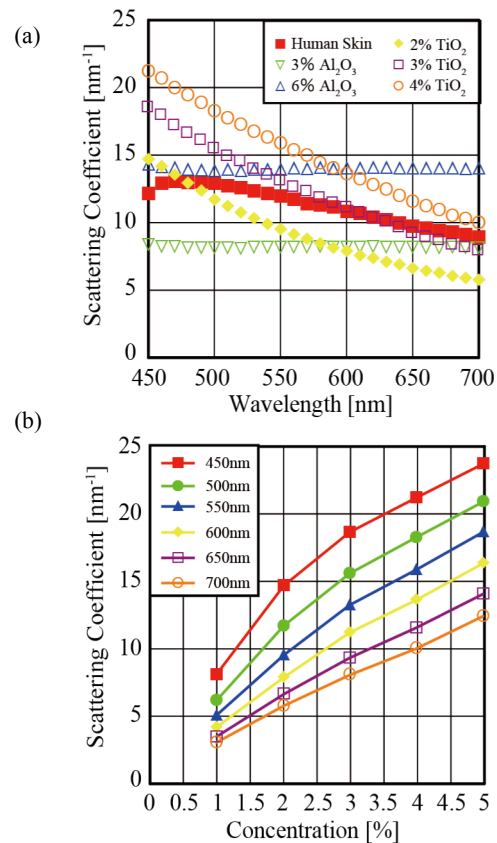 (a)
Scattering Coefficient [nm⁻¹]
25
20
15
10
5
0
Human Skin
3% Al₂O₃
6% Al₂O₃
2% TiO₂
3% TiO₂
4% TiO₂
450 500 550 600 650 700
Wavelength [nm]
(b)
Scattering Coefficient [nm⁻¹]
25
20
15
10
5
0
450nm
500nm
550nm
600nm
650nm
700nm
0 0.5 1 1.5 2 2.5 3 3.5 4 4.5 5
Concentration [%]